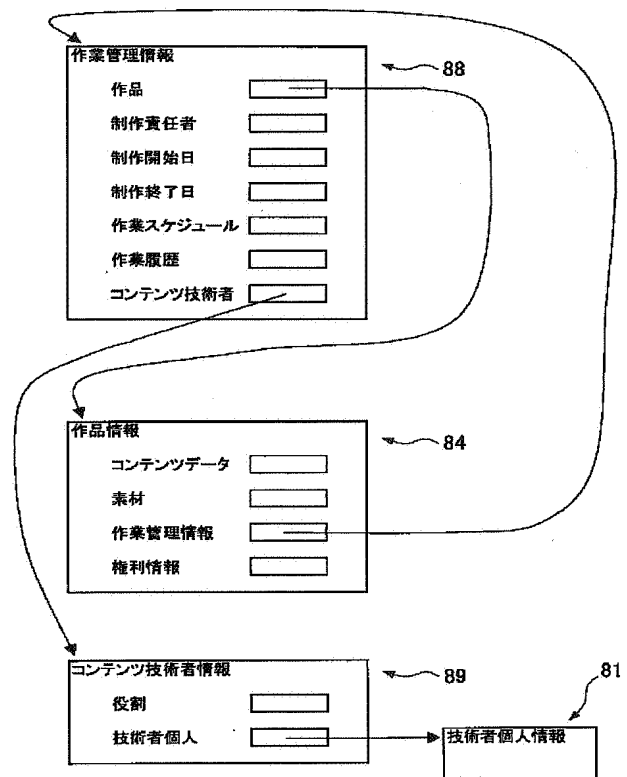 作業管理情報
88
作品
制作責任者
制作開始日
制作終了日
作業スケジュール
作業履歴
コンテンツ技術者
作品情報
84
コンテンツデータ
素材
作業管理情報
権利情報
コンテンツ技術者情報
89
役割
技術者個人
81
技術者個人情報